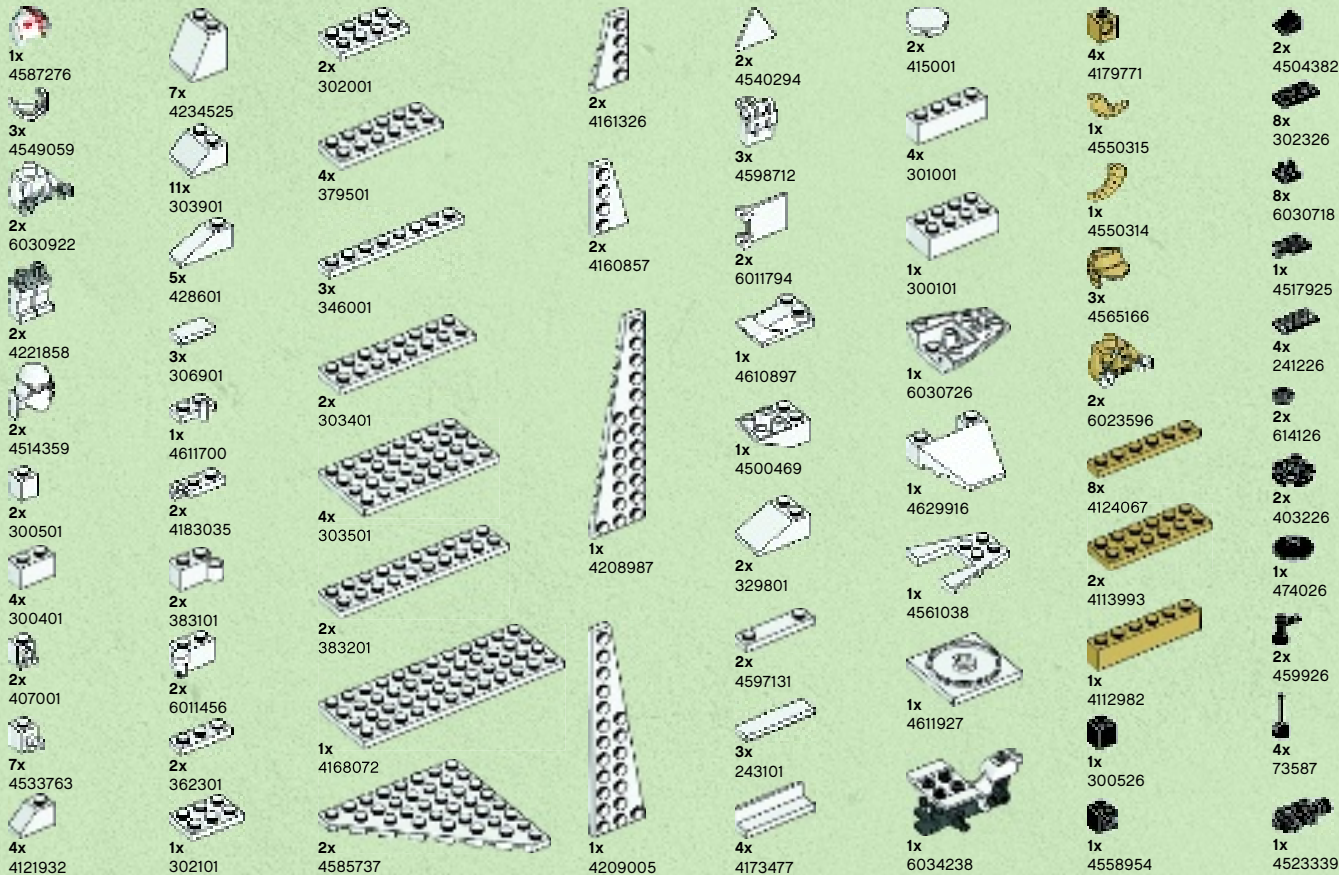 1x
4587276
3x
4549059
2x
6030922
2x
4221858
2x
4514359
2x
300501
4x
300401
2x
407001
7x
4533763
4x
4121932
7x
4234525
11x
303901
5x
428601
3x
306901
1x
4611700
2x
4183035
2x
383101
2x
6011456
2x
362301
1x
302101
2x
302001
4x
379501
3x
346001
2x
303401
4x
303501
2x
383201
1x
4168072
2x
4585737
2x
4161326
2x
4160857
1x
4208987
1x
4209005
2x
4540294
3x
4598712
2x
6011794
1x
4610897
1x
4500469
2x
329801
2x
4597131
3x
243101
4x
4173477
2x
415001
4x
301001
1x
300101
1x
6030726
1x
4629916
1x
4561038
1x
4611927
1x
6034238
4x
4179771
1x
4550315
1x
4550314
3x
4565166
2x
6023596
8x
4124067
2x
4113993
1x
4112982
1x
300526
1x
4558954
2x
4504382
8x
302326
8x
6030718
1x
4517925
4x
241226
2x
614126
2x
403226
1x
474026
2x
459926
4x
73587
1x
4523339